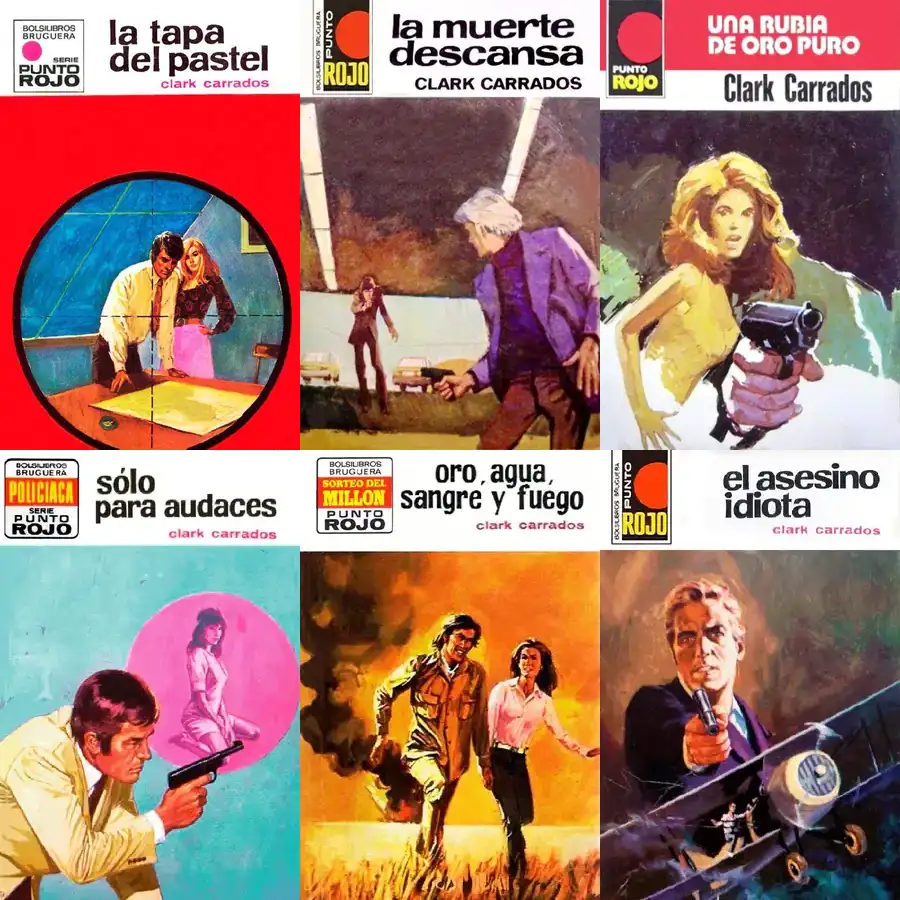 BOLSILIBROS
BRUGUERA
SERIE
PUNTO
ROJO
la tapa
del pastel
clark carrados
BOLSILIBROS BRUGUERA
PUNTO
ROJO
la muerte
descansa
CLARK CARRADOS
PUNTO
ROJO
UNA RUBIA
DE ORO PURO
Clark Carrados
BOLSILIBROS
BRUGUERA
POLICIACA
SERIE
PUNTO
ROJO
sólo
para audaces
clark carrados
BOLSILIBROS
BRUGUERA
SORTEO DEL
MILLON
PUNTO
ROJO
oro, agua,
sangre y fuego
clark carrados
BOLSILIBROS BRUGUERA
PUNTO
ROJO
el asesino
idiota
clark carrados